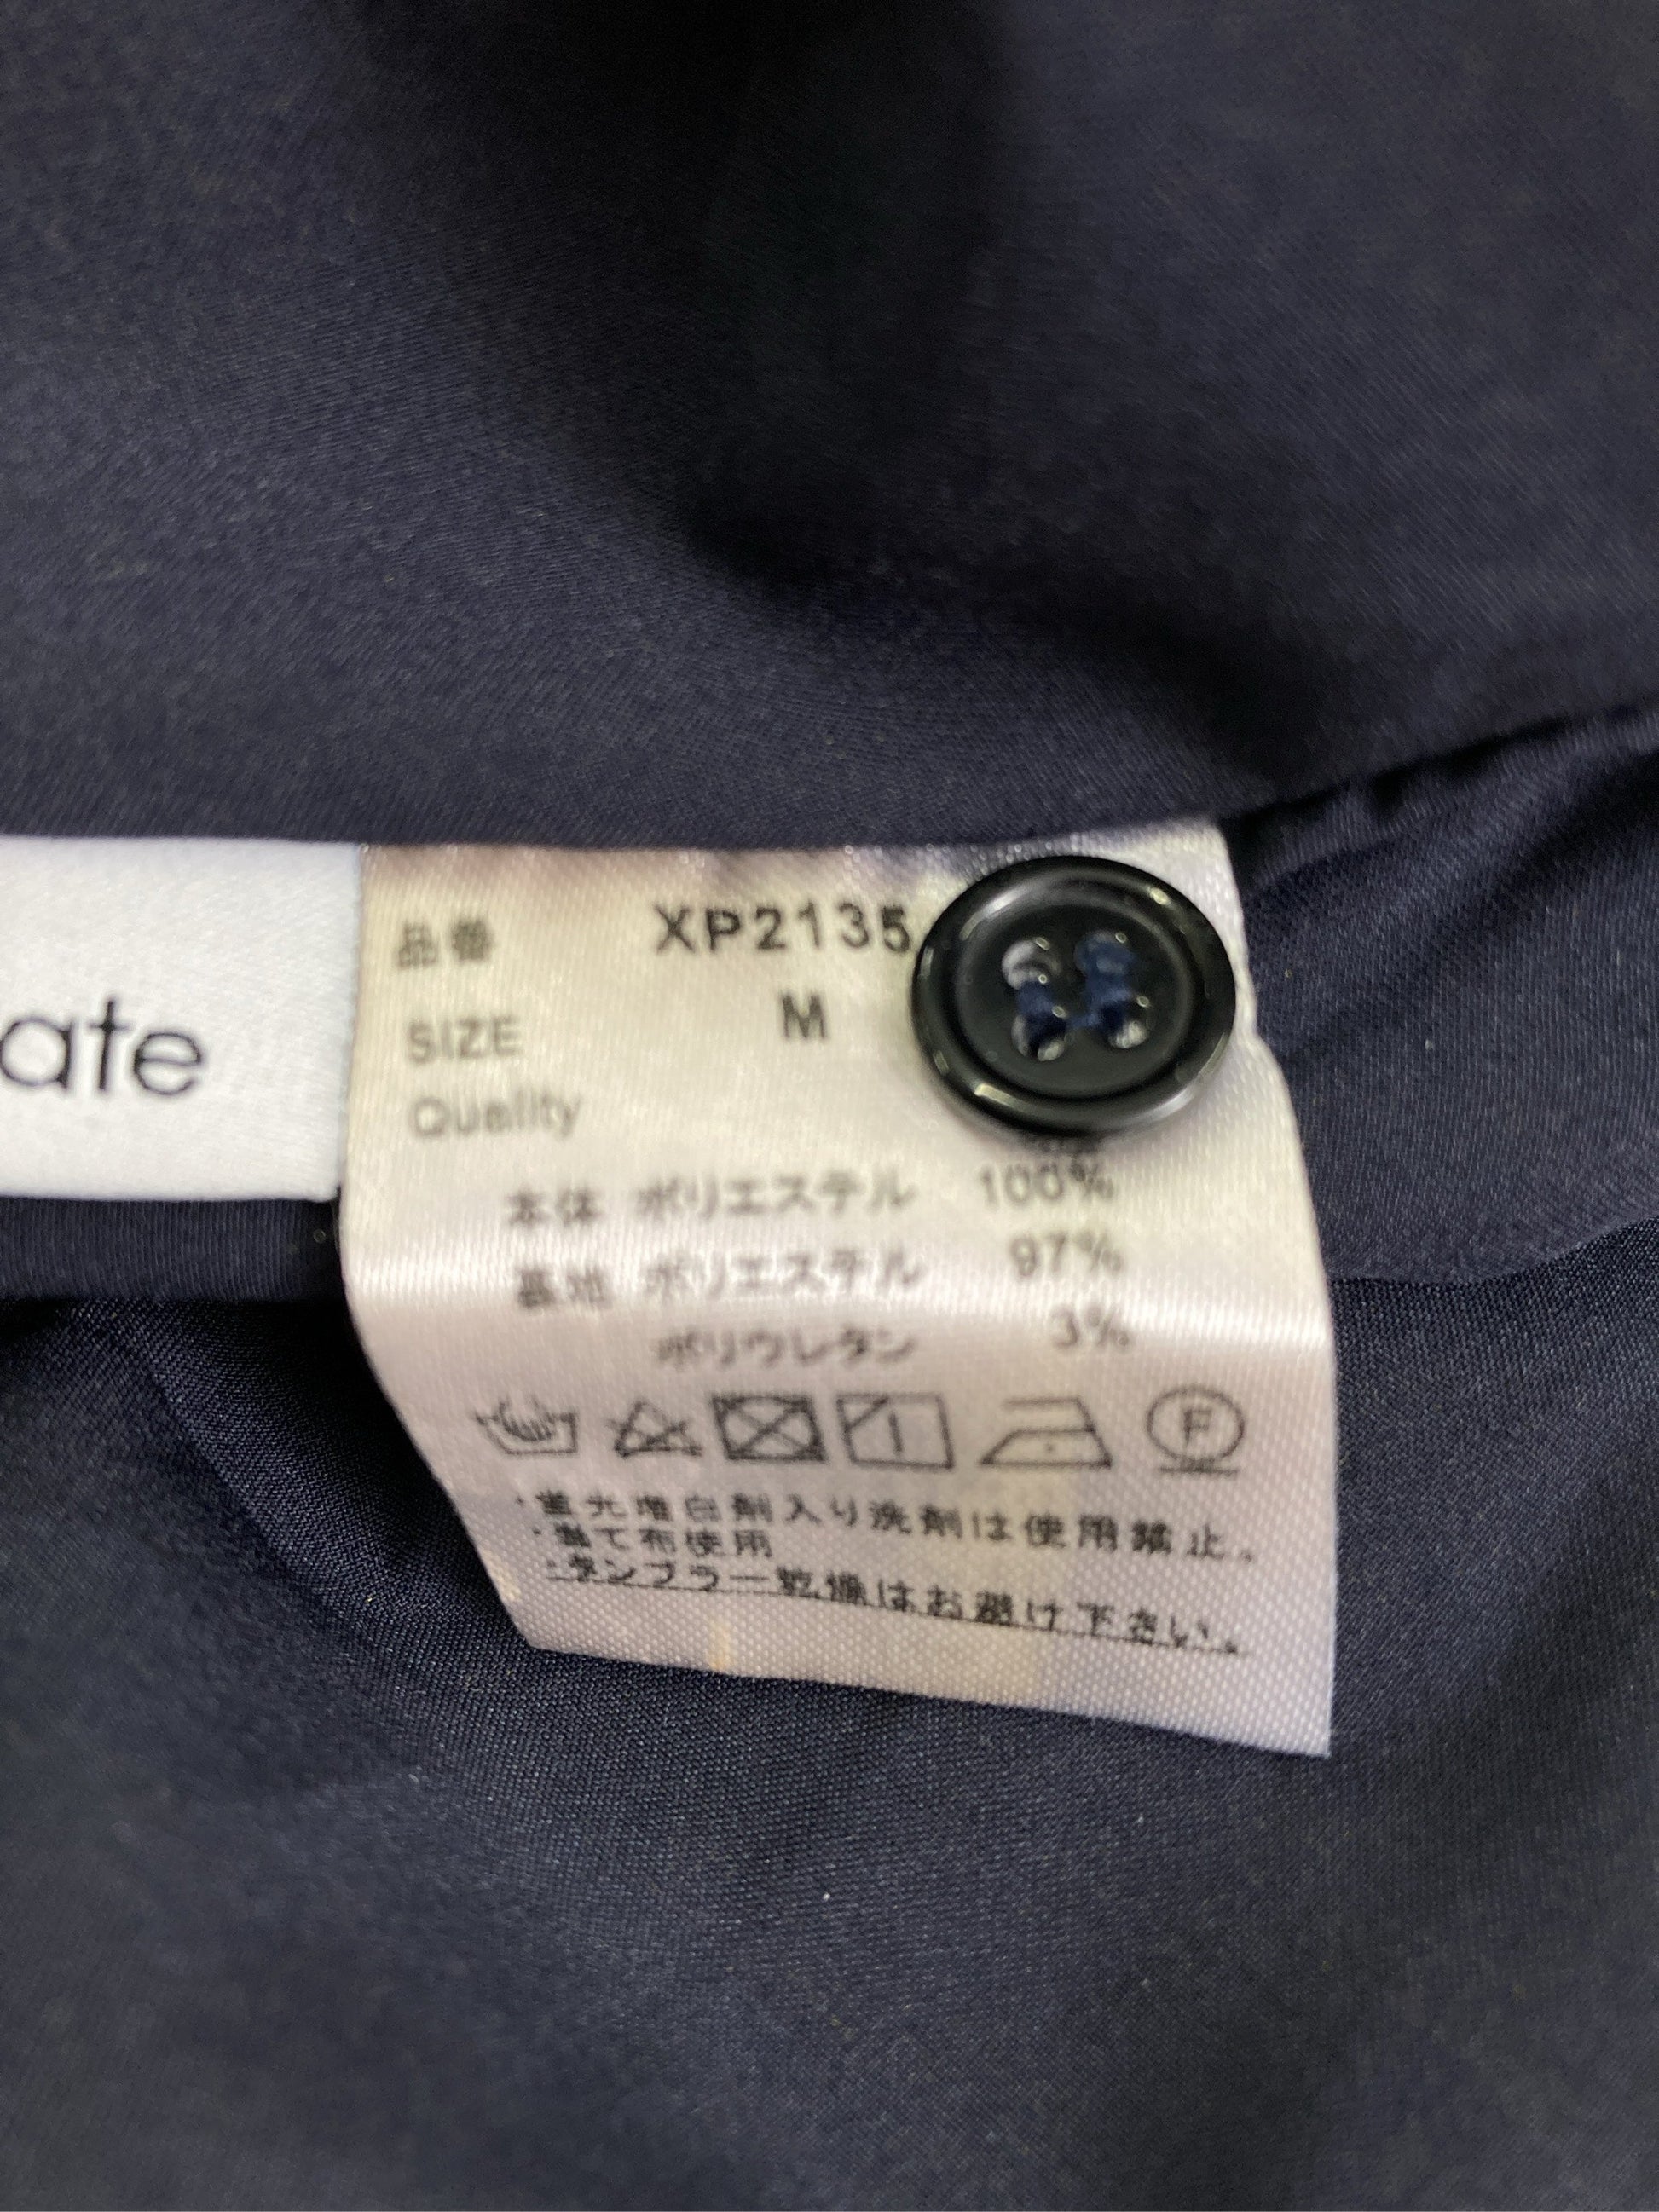 ate
品番 XP2135
SIZE M
Quality
本体 ポリエステル 100%
裏地 ポリエステル 97%
ポリウレタン 3%
F
・蛍光増白剤入り洗剤は使用禁止。
・当て布使用
・タンブラー乾燥はお避け下さい。